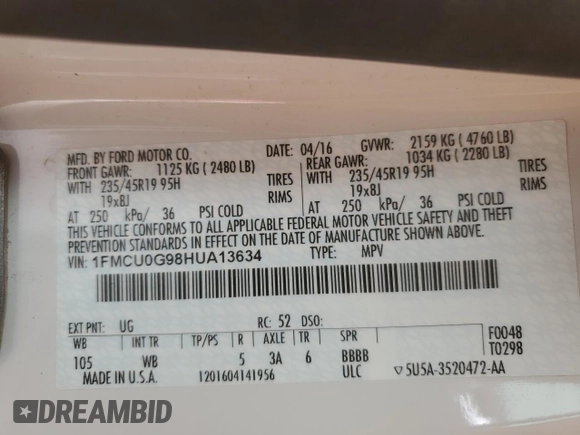 MFD. BY FORD MOTOR CO. DATE: 04/16 GVWR: 2159 KG ( 4760 LB)
FRONT GAWR: 1125 KG ( 2480 LB) REAR GAWR: 1034 KG ( 2280 LB)
WITH 235/45R19 95H TIRES WITH 235/45R19 95H TIRES
19x8J RIMS 19x8J RIMS
AT 250 kPa/ 36 PSI COLD AT 250 kPa/ 36 PSI COLD
THIS VEHICLE CONFORMS TO ALL APPLICABLE FEDERAL MOTOR VEHICLE SAFETY AND THEFT
PREVENTION STANDARDS IN EFFECT ON THE DATE OF MANUFACTURE SHOWN ABOVE.
VIN: 1FMCU0G98HUA13634 TYPE: MPV
EXT PNT: UG RC: 52 DSO: F0048
WB INT TR TP/PS R AXLE TR SPR T0298
105 WB 5 3A 6 BBBB
MADE IN U.S.A. 1201604141956 ULC ▽5U5A-3520472-AA
DREAMBID